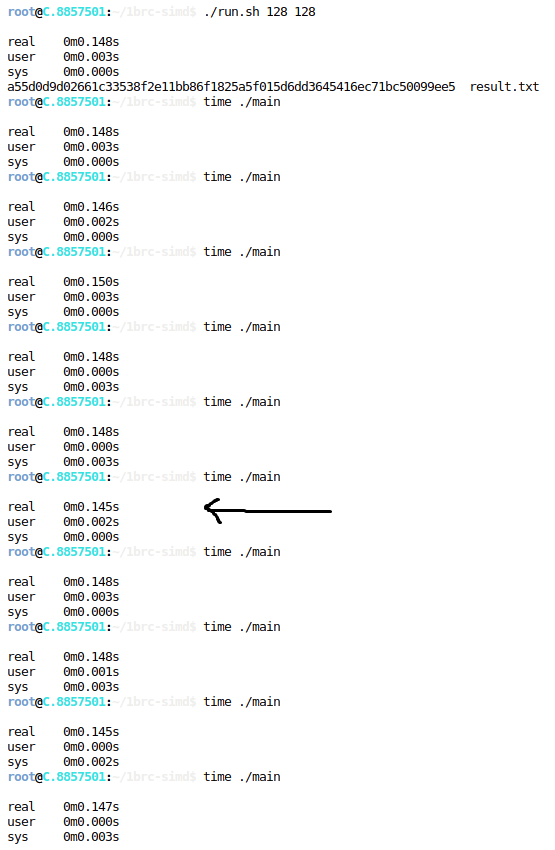 root@C.8857501:~/1brc-simd$ ./run.sh 128 128
real    0m0.148s
user    0m0.003s
sys     0m0.000s
a55d0d9d02661c33538f2e11bb86f1825a5f015d6dd3645416ec71bc50099ee5  result.txt
root@C.8857501:~/1brc-simd$ time ./main
real    0m0.148s
user    0m0.003s
sys     0m0.000s
root@C.8857501:~/1brc-simd$ time ./main
real    0m0.146s
user    0m0.002s
sys     0m0.000s
root@C.8857501:~/1brc-simd$ time ./main
real    0m0.150s
user    0m0.003s
sys     0m0.000s
root@C.8857501:~/1brc-simd$ time ./main
real    0m0.148s
user    0m0.000s
sys     0m0.003s
root@C.8857501:~/1brc-simd$ time ./main
real    0m0.148s
user    0m0.000s
sys     0m0.003s
root@C.8857501:~/1brc-simd$ time ./main
real    0m0.145s
user    0m0.002s
sys     0m0.000s
root@C.8857501:~/1brc-simd$ time ./main
real    0m0.148s
user    0m0.003s
sys     0m0.000s
root@C.8857501:~/1brc-simd$ time ./main
real    0m0.148s
user    0m0.001s
sys     0m0.003s
root@C.8857501:~/1brc-simd$ time ./main
real    0m0.145s
user    0m0.000s
sys     0m0.002s
root@C.8857501:~/1brc-simd$ time ./main
real    0m0.147s
user    0m0.000s
sys     0m0.003s